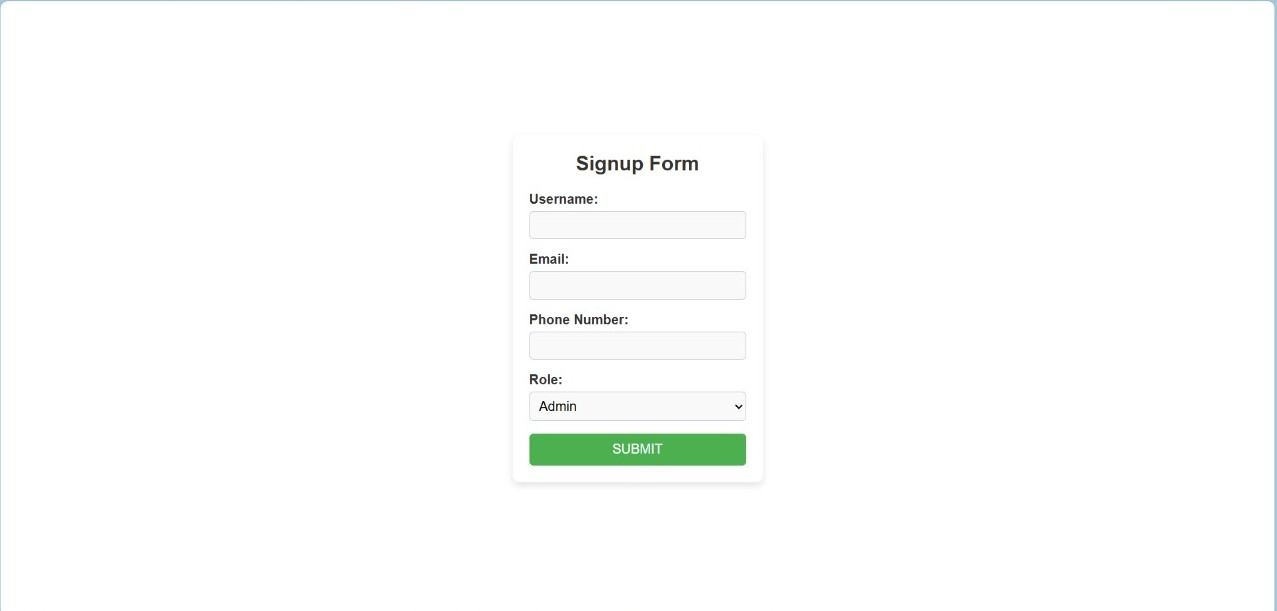 Signup Form
Username:
Email:
Phone Number:
Role:
Admin
SUBMIT